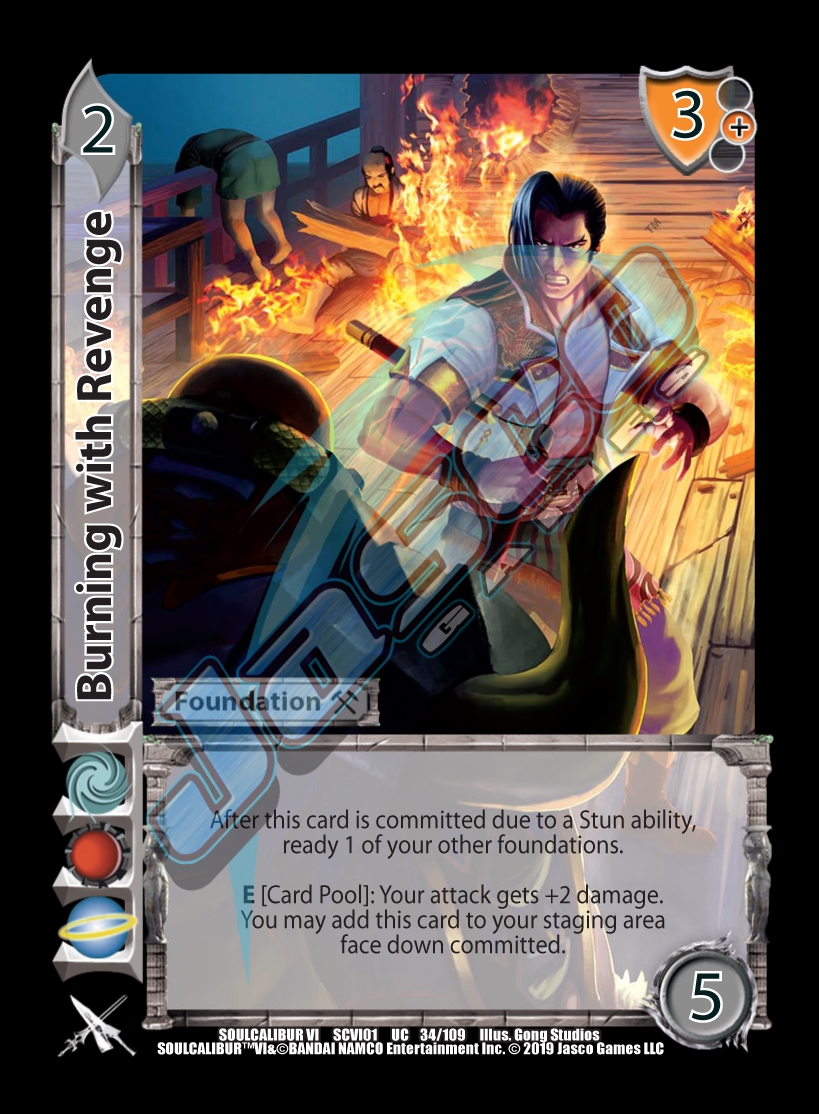 2
3
+
Burning with Revenge
TM
JASCO
GAMES
Foundation
After this card is committed due to a Stun ability,
ready 1 of your other foundations.
E [Card Pool]: Your attack gets +2 damage.
You may add this card to your staging area
face down committed.
5
SOULCALIBUR VI SCVI01 UC 34/109 Illus. Gong Studios
SOULCALIBUR™VI&©BANDAI NAMCO Entertainment Inc. © 2019 Jasco Games LLC